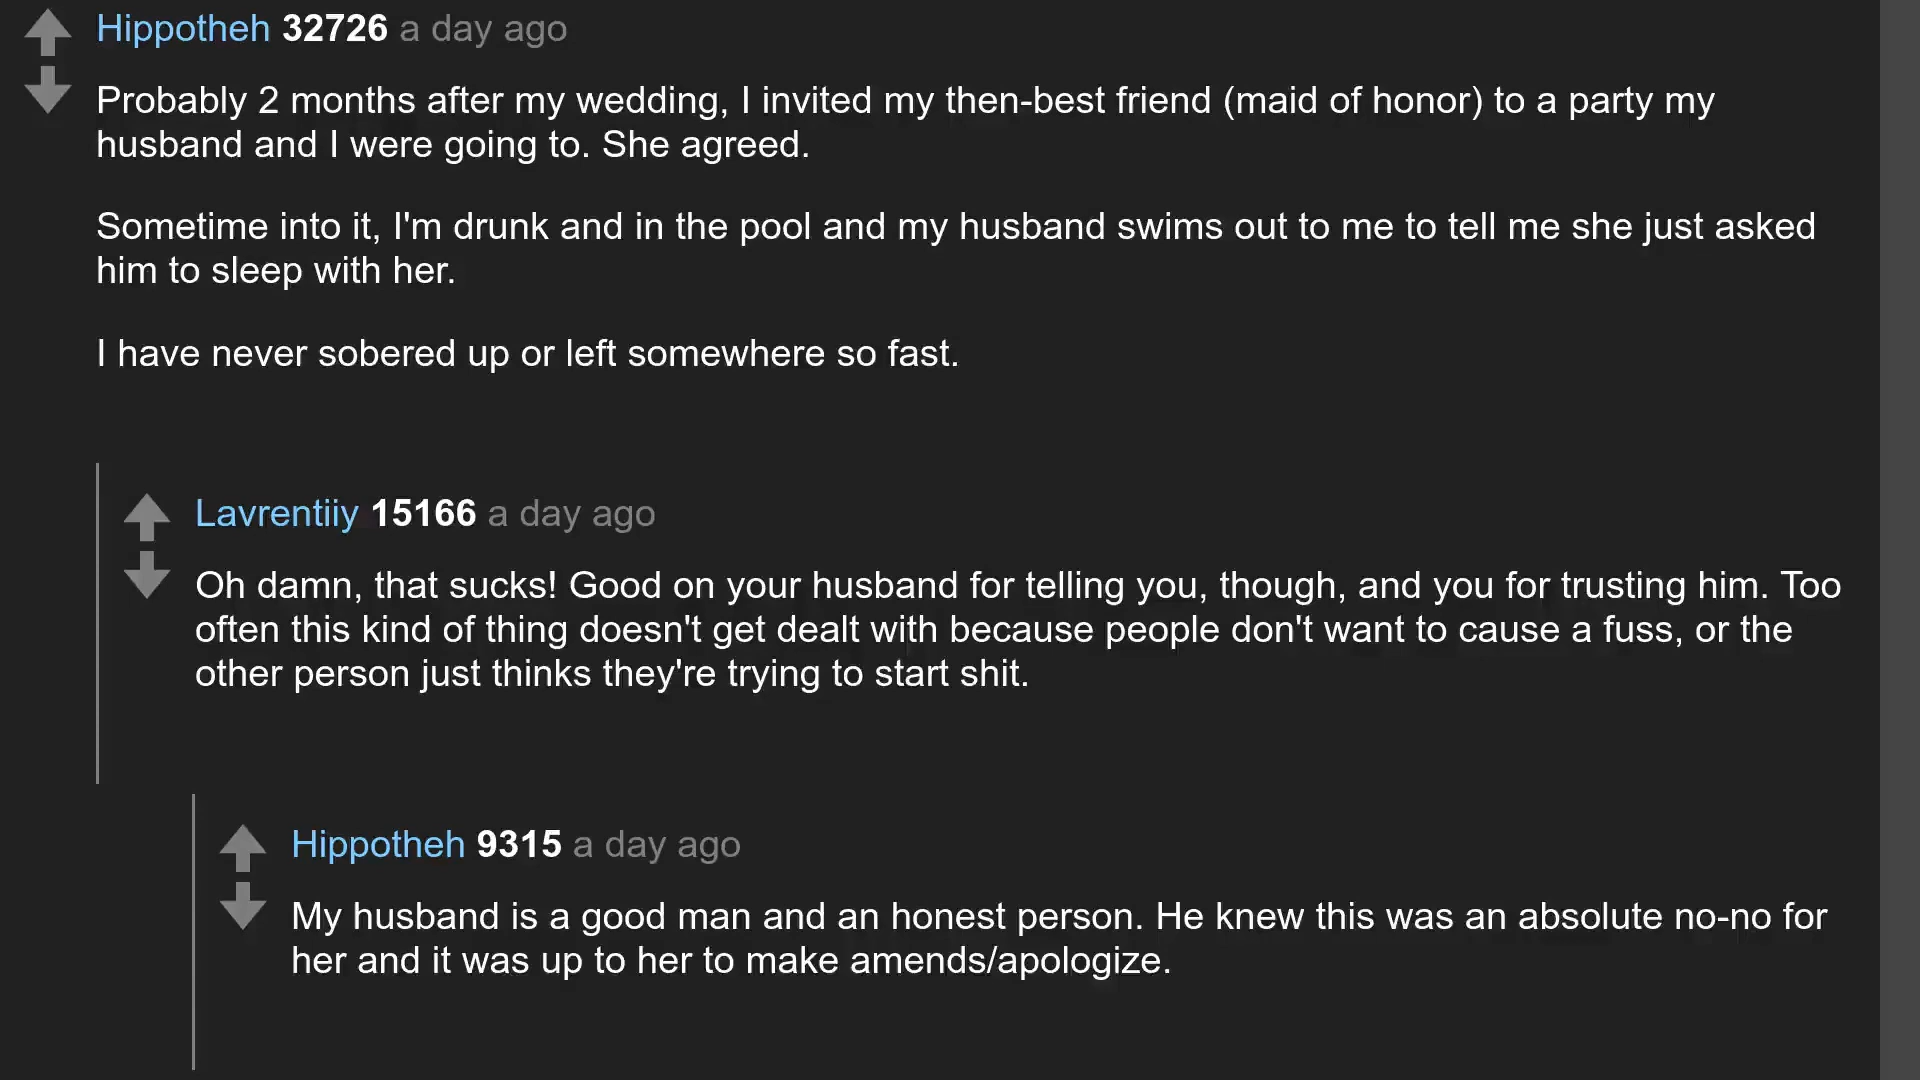 Hippotheh 32726 a day ago
Probably 2 months after my wedding, I invited my then-best friend (maid of honor) to a party my
husband and I were going to. She agreed.
Sometime into it, I'm drunk and in the pool and my husband swims out to me to tell me she just asked
him to sleep with her.
I have never sobered up or left somewhere so fast.
Lavrentiiy 15166 a day ago
Oh damn, that sucks! Good on your husband for telling you, though, and you for trusting him. Too
often this kind of thing doesn't get dealt with because people don't want to cause a fuss, or the
other person just thinks they're trying to start shit.
Hippotheh 9315 a day ago
My husband is a good man and an honest person. He knew this was an absolute no-no for
her and it was up to her to make amends/apologize.